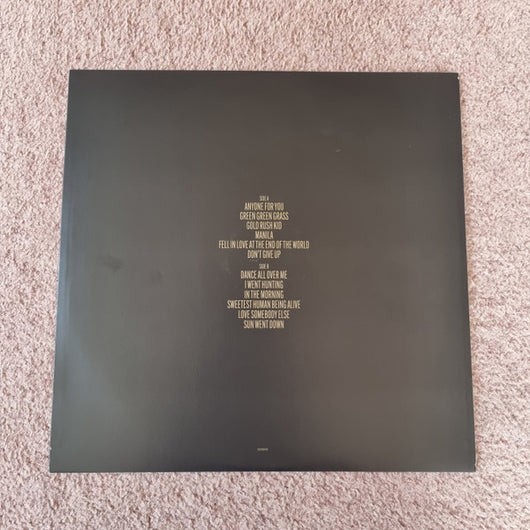 SIDE A
ANYONE FOR YOU
GREEN GREEN GRASS
GOLD RUSH KID
MANILA
FELL IN LOVE AT THE END OF THE WORLD
DON'T GIVE UP
SIDE B
DANCE ALL OVER ME
I WENT HUNTING
IN THE MORNING
SWEETEST HUMAN BEING ALIVE
LOVE SOMEBODY ELSE
SUN WENT DOWN